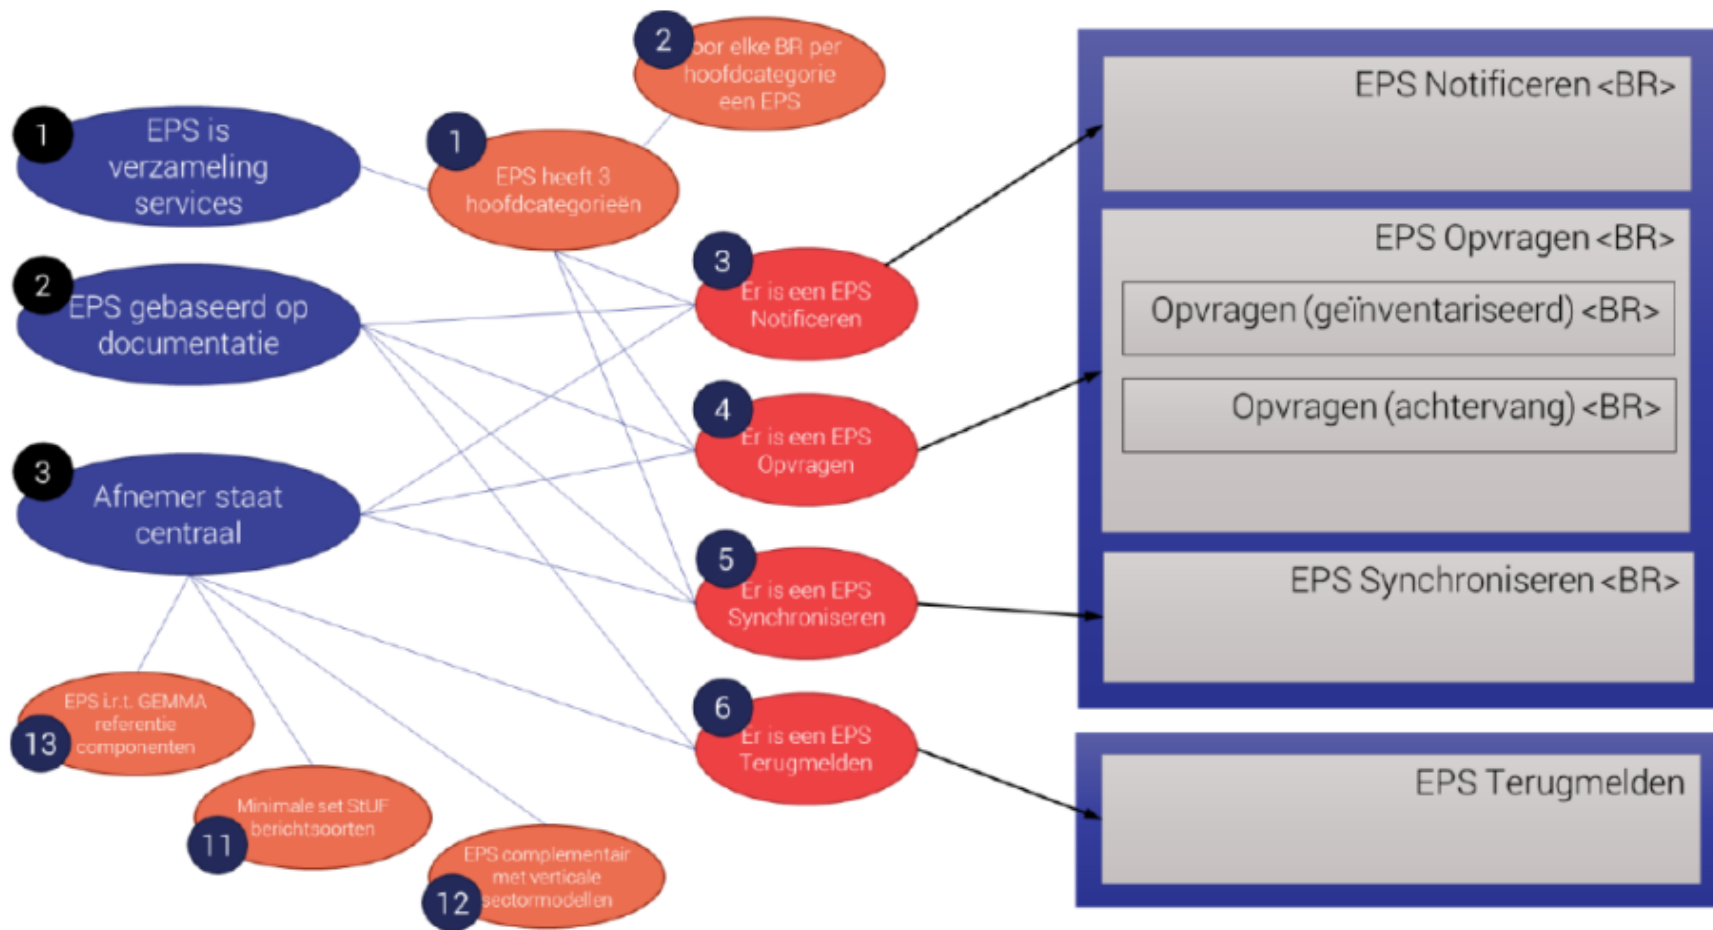 1
EPS is
verzameling
services
2
EPS gebaseerd op
documentatie
3
Afnemer staat
centraal
1
EPS heeft 3
hoofdcategorieën
2
oor elke BR per
hoofdcategorie
een EPS
3
Er is een EPS
Notificeren
4
Er is een EPS
Opvragen
5
Er is een EPS
Synchroniseren
6
Er is een EPS
Terugmelden
13
EPS i.r.t. GEMMA
referentie
componenten
11
Minimale set StUF
berichtsoorten
12
EPS complementair
met verticale
sectormodellen
EPS Notificeren <BR>
EPS Opvragen <BR>
Opvragen (geïnventariseerd) <BR>
Opvragen (achtervang) <BR>
EPS Synchroniseren <BR>
EPS Terugmelden